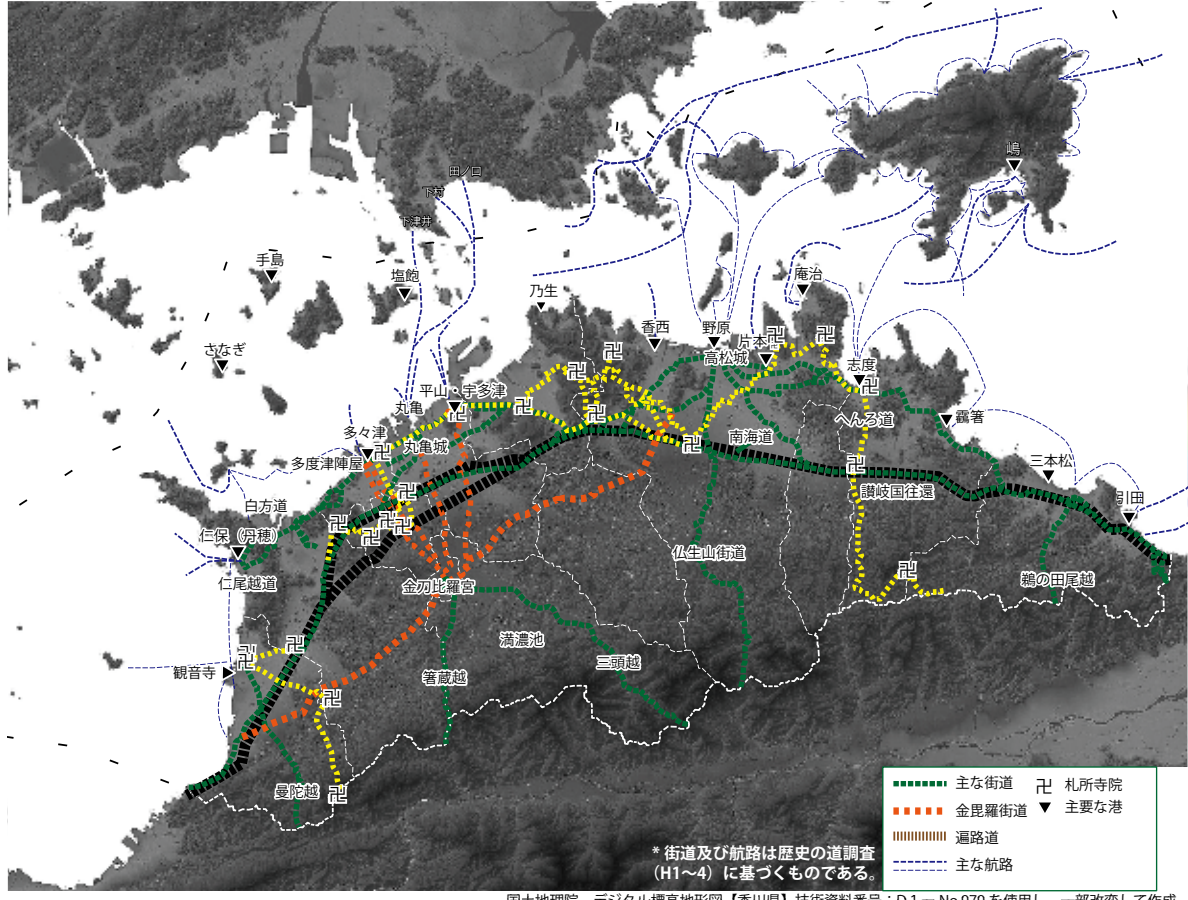 田ノ口
下村
下津井
嶋
手島
塩飽
乃生
庵治
さなぎ
香西
野原
片本
高松城
志度
平山・宇多津
丸亀
へんろ道
鶴箸
多々津
丸亀城
南海道
多度津陣屋
三本松
讃岐国往還
引田
白方道
仁保（丹穂）
仏生山街道
仁尾越道
金刀比羅宮
鵜の田尾越
満濃池
三頭越
観音寺
箸蔵越
曼陀越
主な街道
卍 札所寺院
金毘羅街道
▼ 主要な港
遍路道
主な航路
* 街道及び航路は歴史の道調査
（H1～4）に基づくものである。